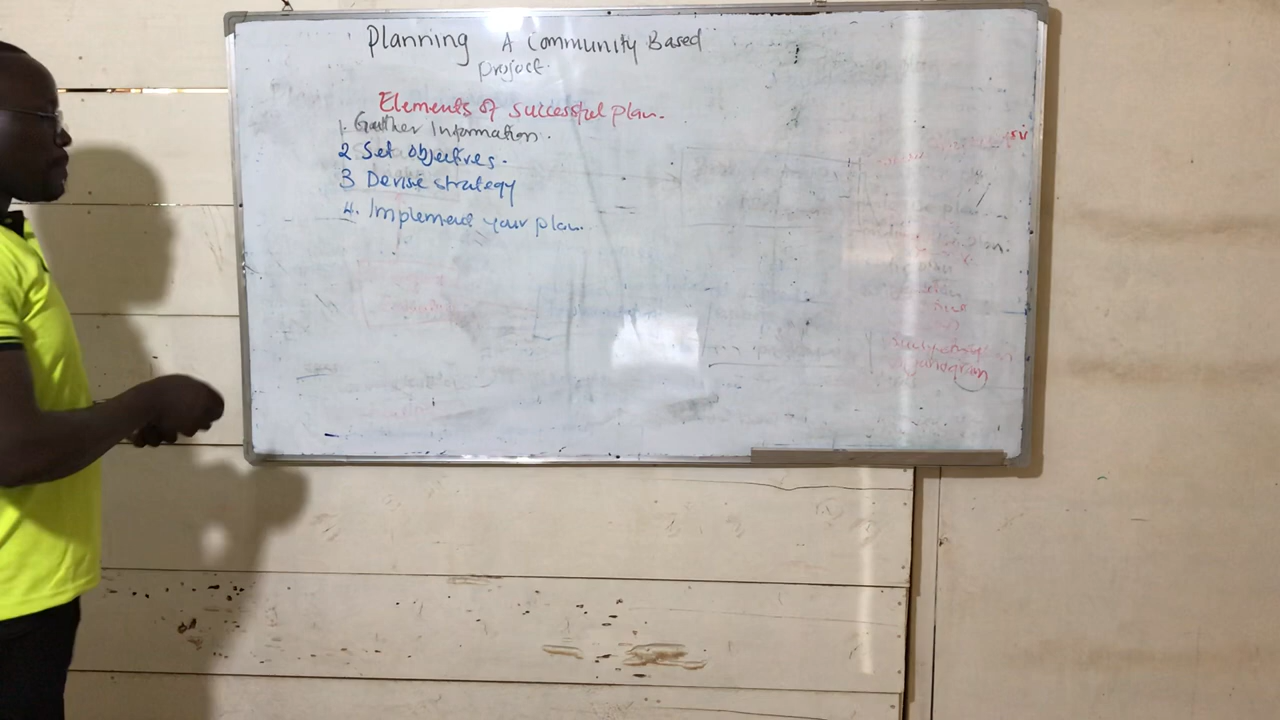 Planning A Community Based
project.
Elements of successful plan.
1. Gather Information.
2 Set objectives.
3 Devise strategy
4. Implement your plan.
plan.